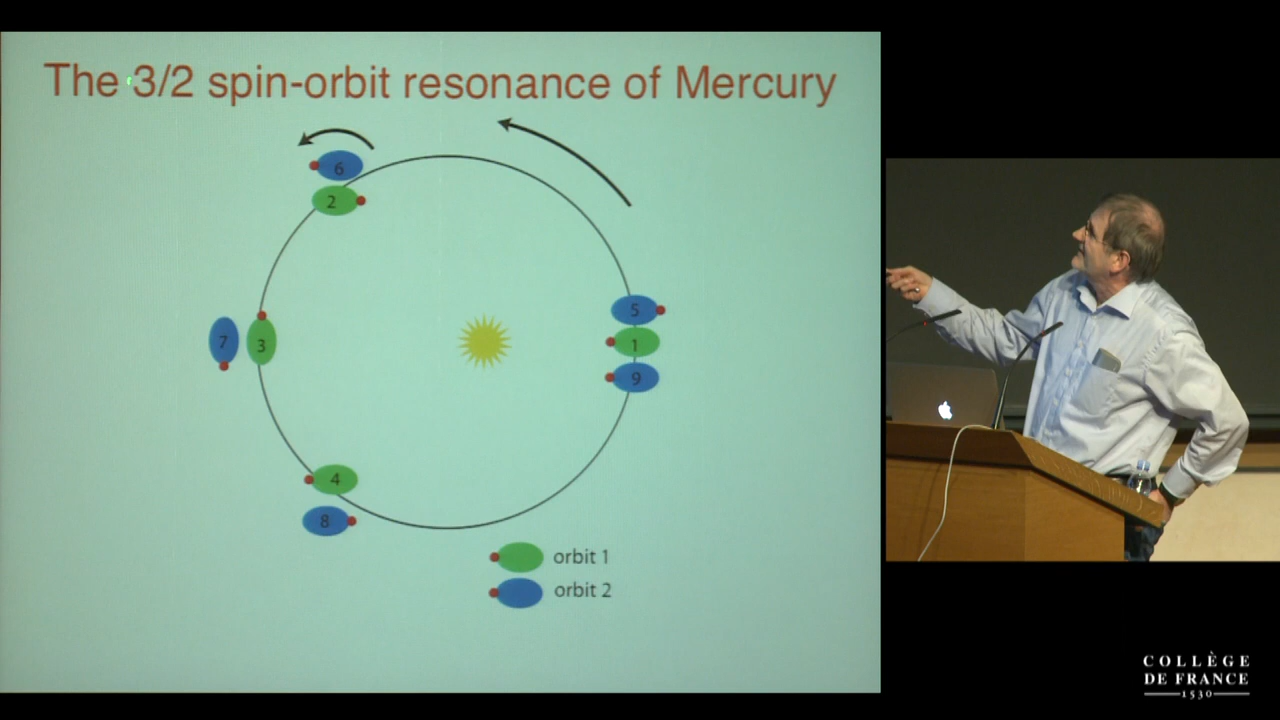 The 3/2 spin-orbit resonance of Mercury
6
2
5
7
3
1
9
4
8
orbit 1
orbit 2
COLLÈGE
DE FRANCE
1530